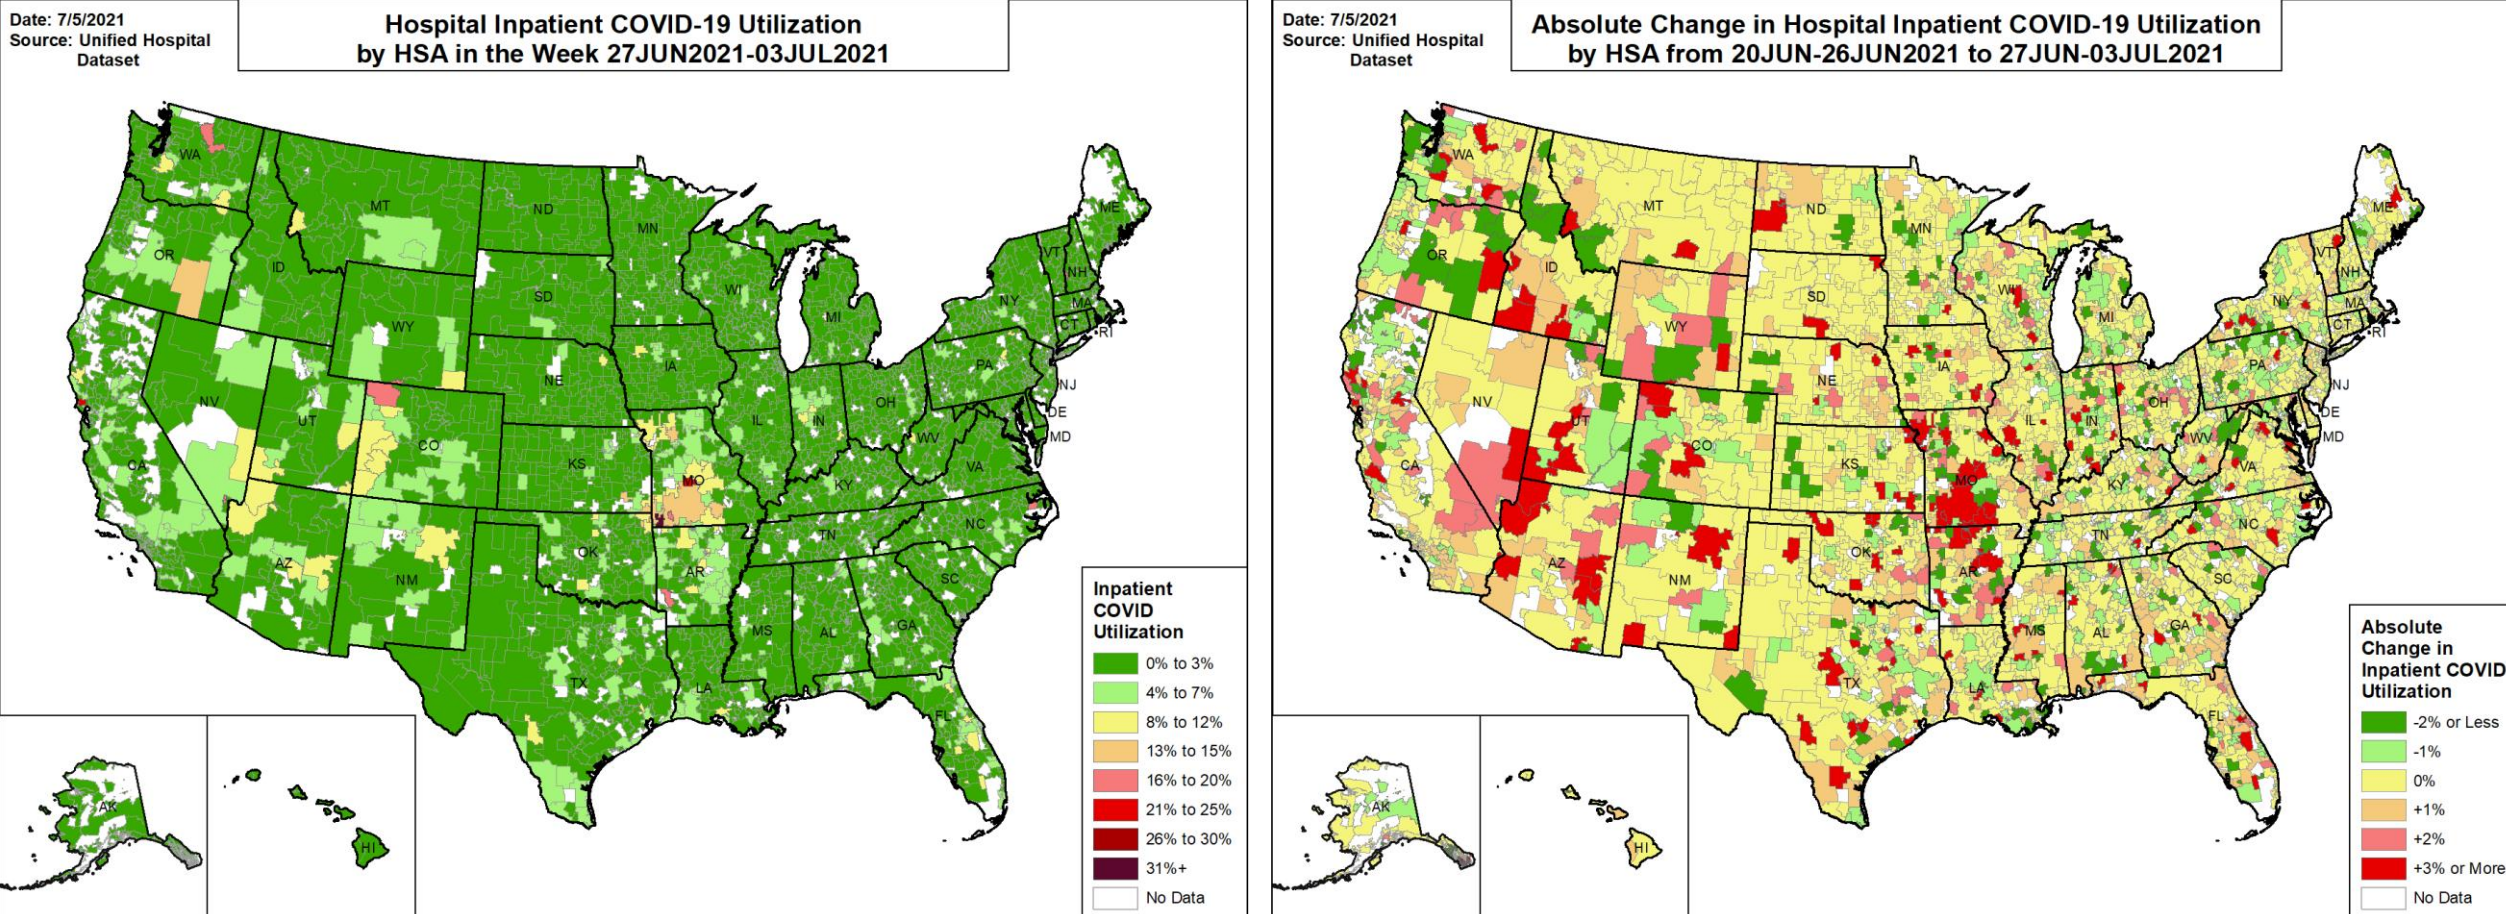 Date: 7/5/2021
Source: Unified Hospital
Dataset
Hospital Inpatient COVID-19 Utilization
by HSA in the Week 27JUN2021-03JUL2021
WA
MT
ND
MN
ME
OR
ID
SD
WI
VT
NH
NY
MA
CT
RI
WY
MI
NE
IA
PA
NJ
NV
UT
CO
IL
IN
OH
DE
MD
WV
CA
KS
MO
KY
VA
AZ
NM
OK
AR
TN
NC
SC
MS
AL
GA
TX
LA
FL
AK
HI
Inpatient
COVID
Utilization
0% to 3%
4% to 7%
8% to 12%
13% to 15%
16% to 20%
21% to 25%
26% to 30%
31%+
No Data
Date: 7/5/2021
Source: Unified Hospital
Dataset
Absolute Change in Hospital Inpatient COVID-19 Utilization
by HSA from 20JUN-26JUN2021 to 27JUN-03JUL2021
WA
MT
ND
MN
ME
OR
ID
SD
WI
VT
NH
NY
MA
CT
RI
WY
MI
NE
IA
PA
NJ
NV
UT
CO
IL
IN
OH
DE
MD
WV
CA
KS
MO
KY
VA
AZ
NM
OK
AR
TN
NC
SC
MS
AL
GA
TX
LA
FL
AK
HI
Absolute
Change in
Inpatient COVID
Utilization
-2% or Less
-1%
0%
+1%
+2%
+3% or More
No Data